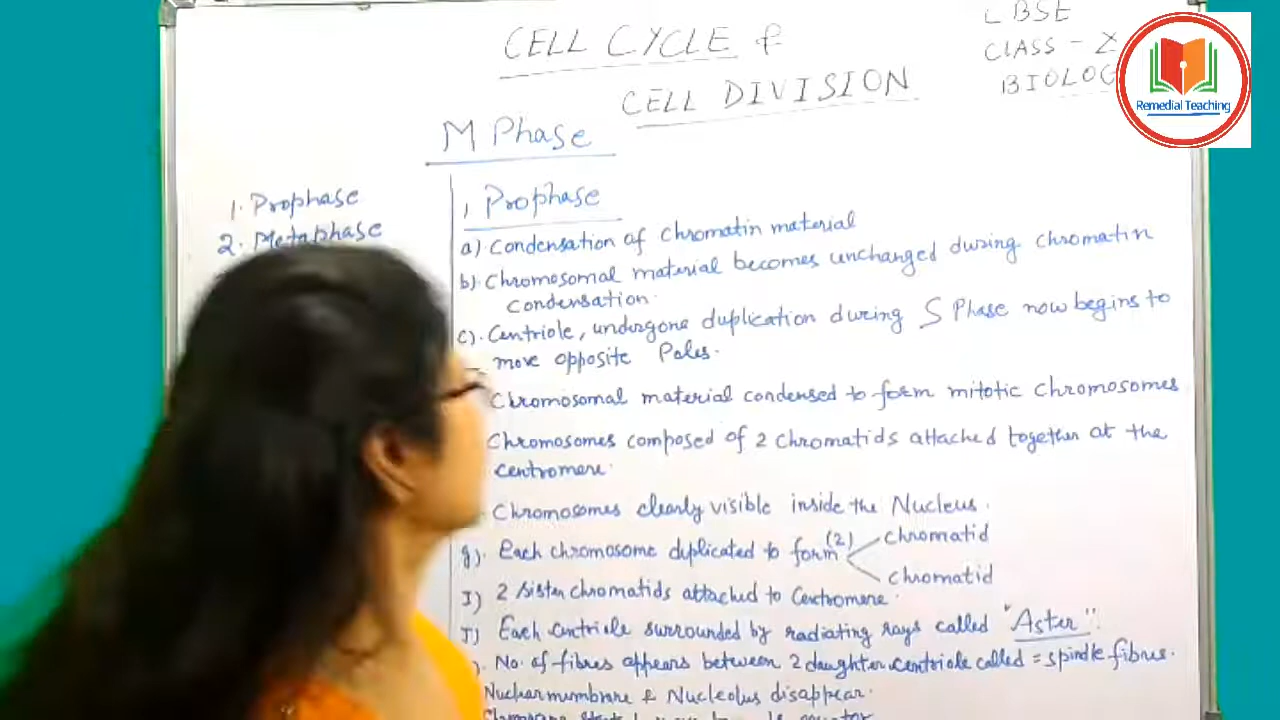 CELL CYCLE &
CELL DIVISION
CBSE
CLASS - X
BIOLOG
Remedial Teaching
M Phase
1. Prophase
2. Metaphase
1 Prophase
a). Condensation of chromatin material
b). Chromosomal material becomes unchanged during chromatin
condensation.
c). Centriole, undergone duplication during S Phase now begins to
move opposite Poles.
Chromosomal material condensed to form mitotic chromosomes
Chromosomes composed of 2 chromatids attached together at the
centromere.
Chromosomes clearly visible inside the Nucleus.
g). Each chromosome duplicated to form (2) chromatid
chromatid
I) 2 sister chromatids attached to Centromere.
J) Each centriole surrounded by radiating rays called "Aster".
). No. of fibres appears between 2 daughter centriole called = spindle fibres.
Nuclear mumbrane & Nucleolus disappear.